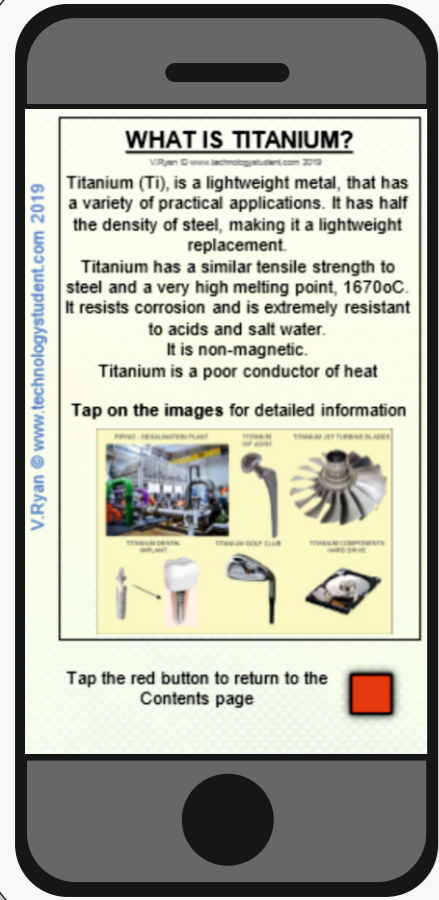 WHAT IS TITANIUM?
V.Ryan © www.technologystudent.com 2019
Titanium (Ti), is a lightweight metal, that has
a variety of practical applications. It has half
the density of steel, making it a lightweight
replacement.
Titanium has a similar tensile strength to
steel and a very high melting point, 1670oC.
It resists corrosion and is extremely resistant
to acids and salt water.
It is non-magnetic.
Titanium is a poor conductor of heat
Tap on the images for detailed information
PIPING - DESALINATION PLANT
TITANIUM
HIP JOINT
TITANIUM JET TURBINE BLADES
TITANIUM DENTAL
IMPLANT
TITANIUM GOLF CLUB
TITANIUM COMPONENTS
HARD DRIVE
Tap the red button to return to the
Contents page
V.Ryan © www.technologystudent.com 2019